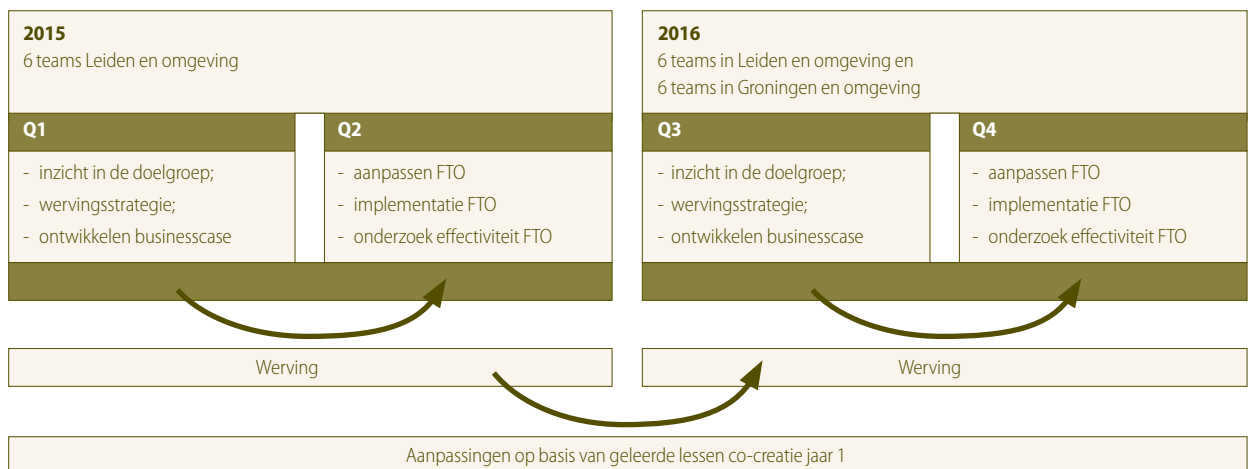 2015
6 teams Leiden en omgeving
Q1
- inzicht in de doelgroep;
- wervingsstrategie;
- ontwikkelen businesscase
Q2
- aanpassen FTO
- implementatie FTO
- onderzoek effectiviteit FTO
Werving
2016
6 teams in Leiden en omgeving en
6 teams in Groningen en omgeving
Q3
- inzicht in de doelgroep;
- wervingsstrategie;
- ontwikkelen businesscase
Q4
- aanpassen FTO
- implementatie FTO
- onderzoek effectiviteit FTO
Werving
Aanpassingen op basis van geleerde lessen co-creatie jaar 1